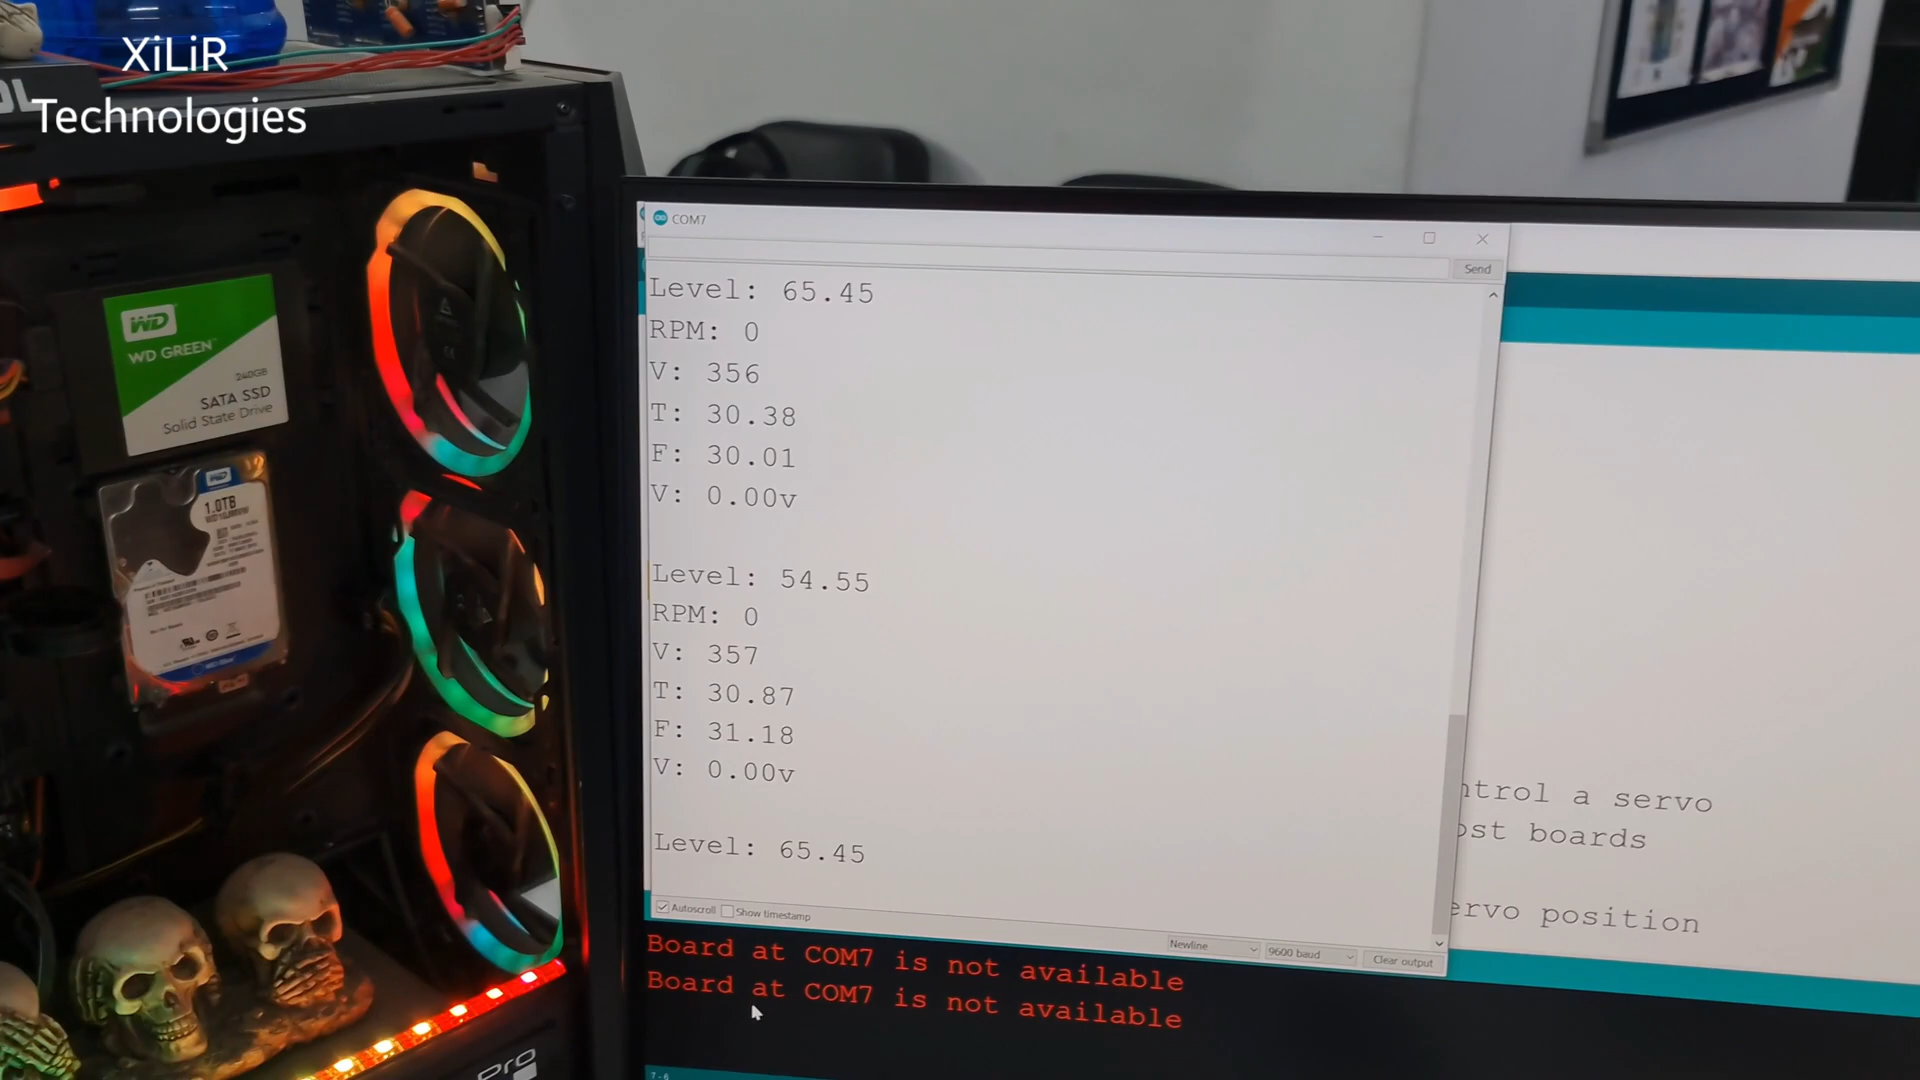 XiLiR
Technologies
WD
WD GREEN
240GB
SATA SSD
Solid State Drive
WD
1.0TB
COM7
Send
Level: 65.45
RPM: 0
V: 356
T: 30.38
F: 30.01
V: 0.00v
Level: 54.55
RPM: 0
V: 357
T: 30.87
F: 31.18
V: 0.00v
Level: 65.45
Autoscroll Show timestamp
Newline 9600 baud Clear output
ntrol a servo
ost boards
ervo position
Board at COM7 is not available
Board at COM7 is not available
pro